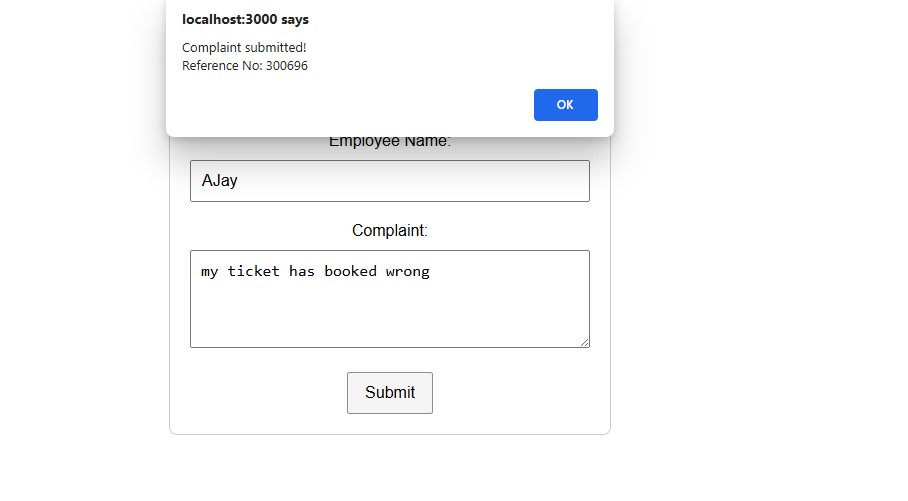 localhost:3000 says
Complaint submitted!
Reference No: 300696
OK
Employee Name:
AJay
Complaint:
my ticket has booked wrong
Submit